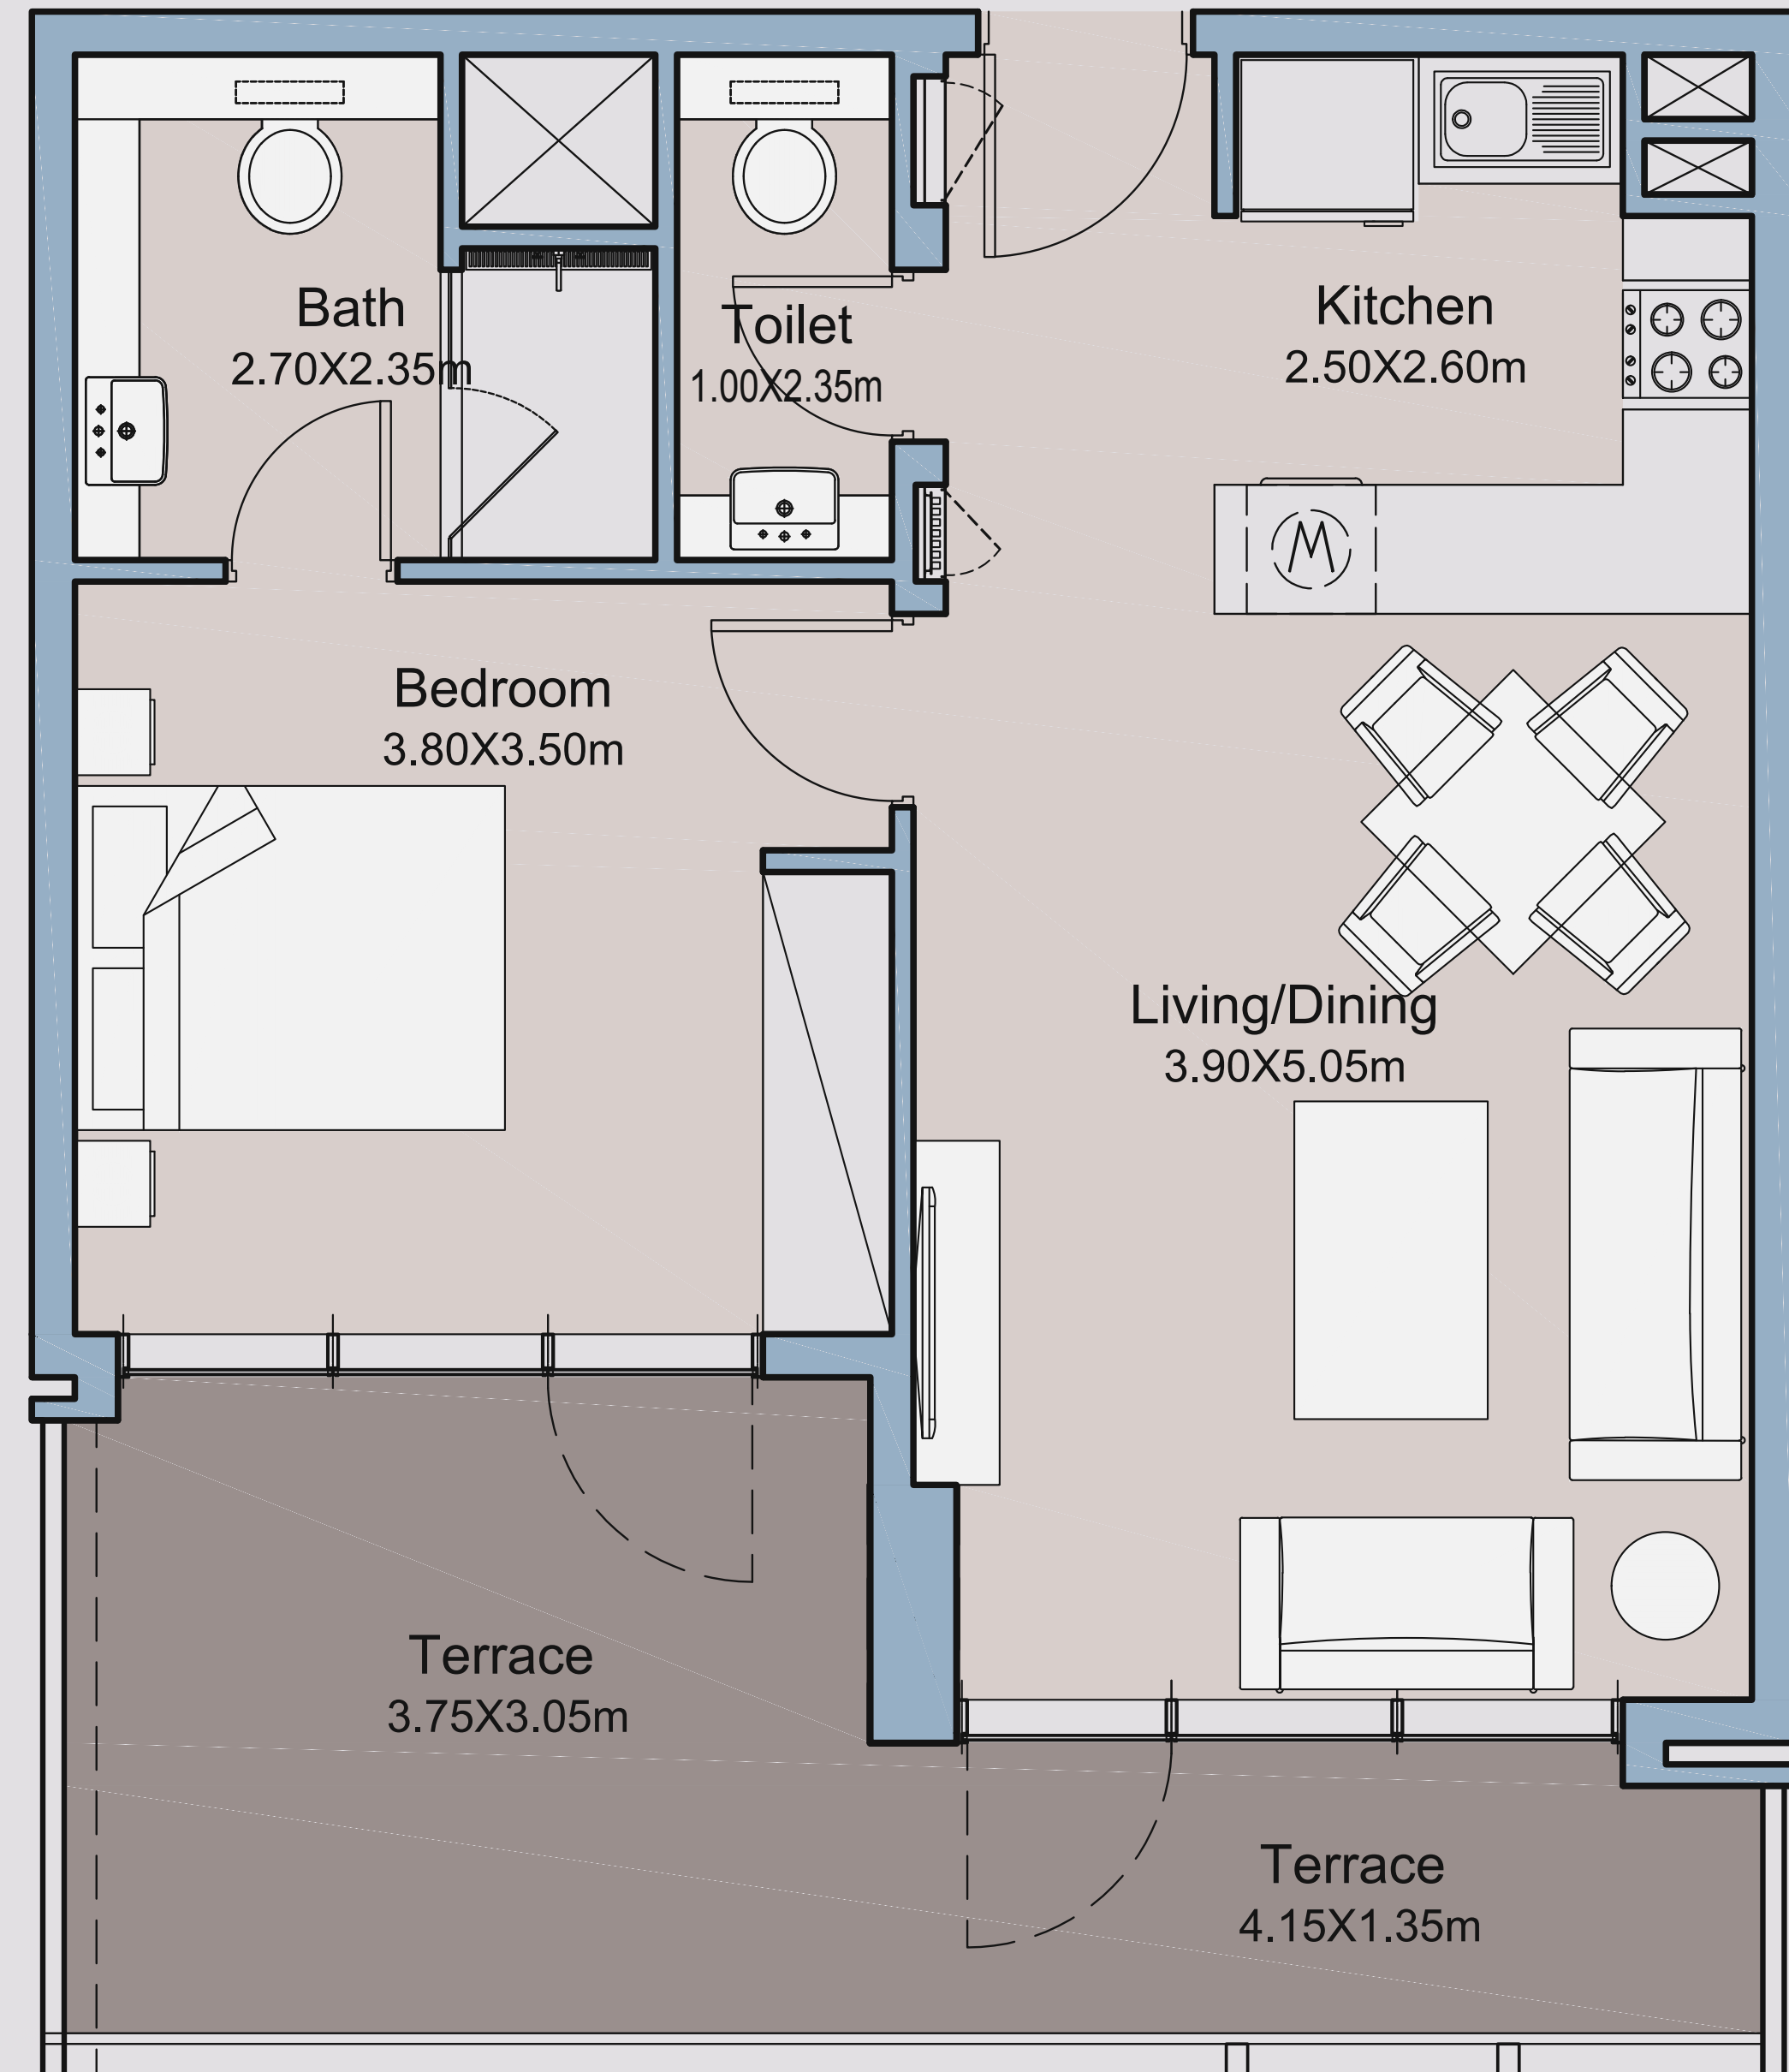 Bath
2.70X2.35m
Toilet
1.00X2.35m
Kitchen
2.50X2.60m
M
Bedroom
3.80X3.50m
Living/Dining
3.90X5.05m
Terrace
3.75X3.05m
Terrace
4.15X1.35m